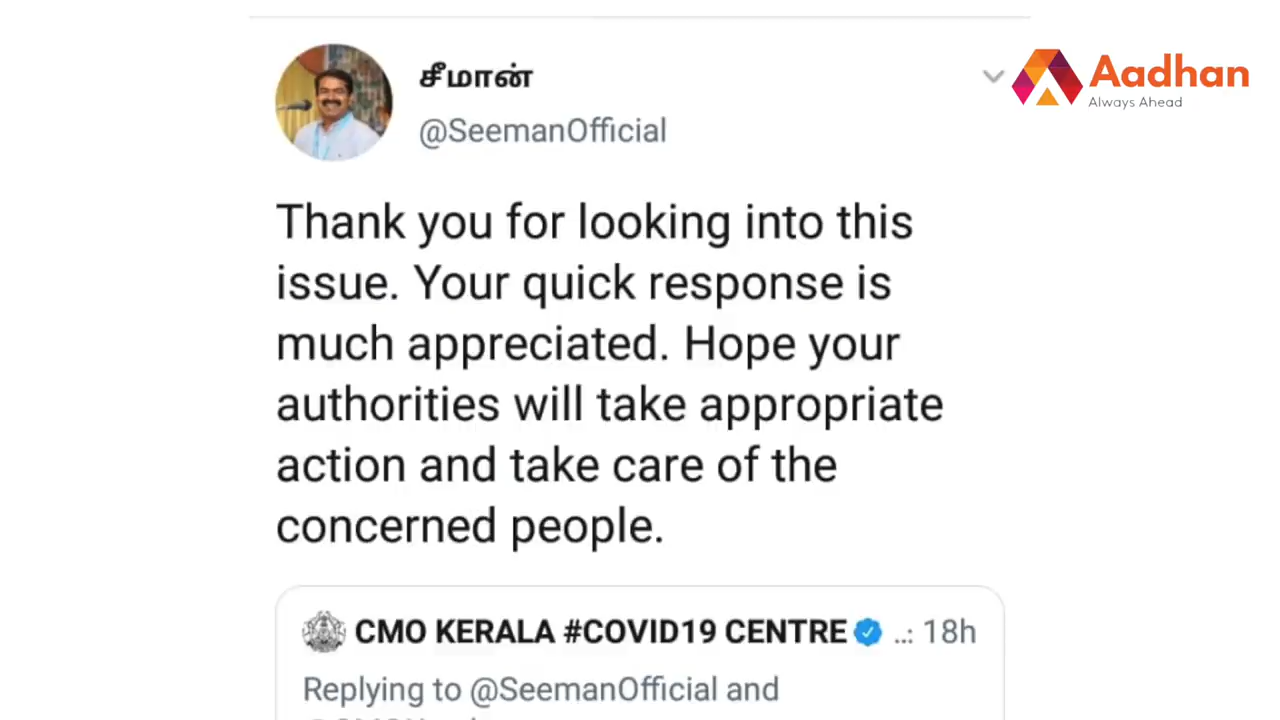 சீமான்
@SeemanOfficial
Aadhan
Always Ahead
Thank you for looking into this
issue. Your quick response is
much appreciated. Hope your
authorities will take appropriate
action and take care of the
concerned people.
CMO KERALA #COVID19 CENTRE ..: 18h
Replying to @SeemanOfficial and